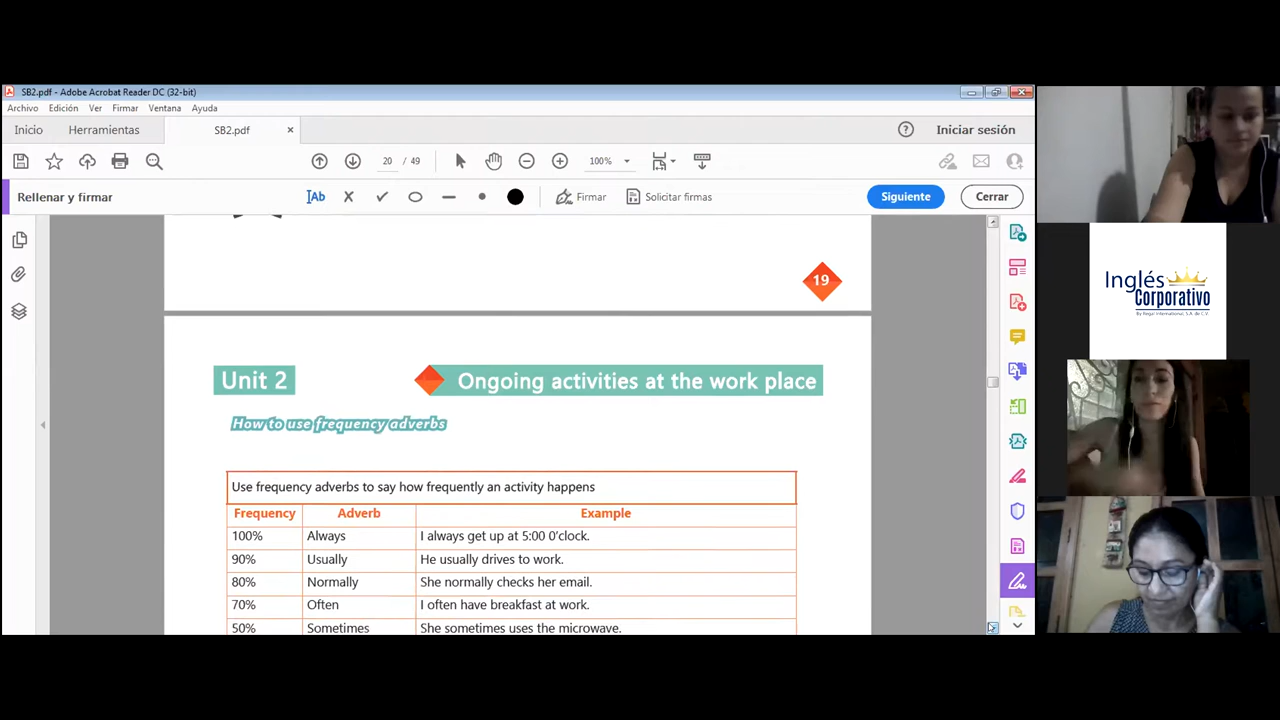 SB2.pdf - Adobe Acrobat Reader DC (32-bit)
Archivo Edición Ver Firmar Ventana Ayuda
Inicio Herramientas SB2.pdf × Iniciar sesión
20 / 49 100%
Rellenar y firmar Ab Firmar Solicitar firmas Siguiente Cerrar
19
Unit 2 Ongoing activities at the work place
How to use frequency adverbs
Use frequency adverbs to say how frequently an activity happens
Frequency Adverb Example
100% Always I always get up at 5:00 0'clock.
90% Usually He usually drives to work.
80% Normally She normally checks her email.
70% Often I often have breakfast at work.
50% Sometimes She sometimes uses the microwave.
Inglés
Corporativo
By Regal International, S.A. de C.V.